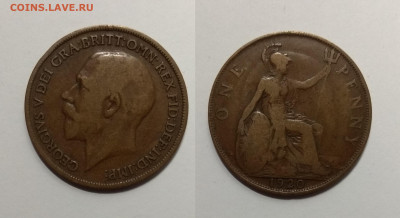 COINS.LAVE.RU
GEORGIVS V DEI GRA: BRITT: OMN: REX FID: DEF: IND: IMP:
ONE PENNY